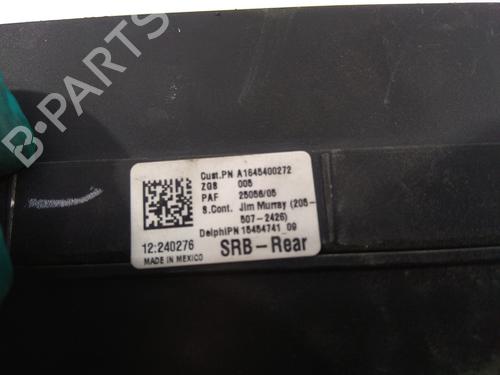 Cust.PN A1645400272
ZGS 005
PAF 25056/05
S.Cont. Jim Murray (205-
507-2426)
DelphiPN 15454741_09
12:240276 SRB-Rear
MADE IN MEXICO
B-PARTS